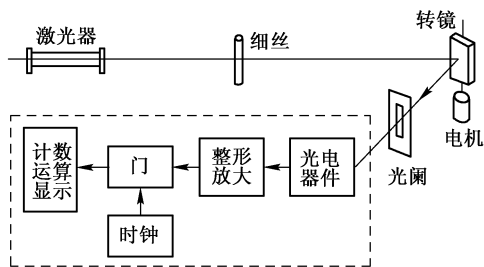 激光器
细丝
转镜
电机
光阑
计数
运算
显示
门
整形
放大
光电
器件
时钟